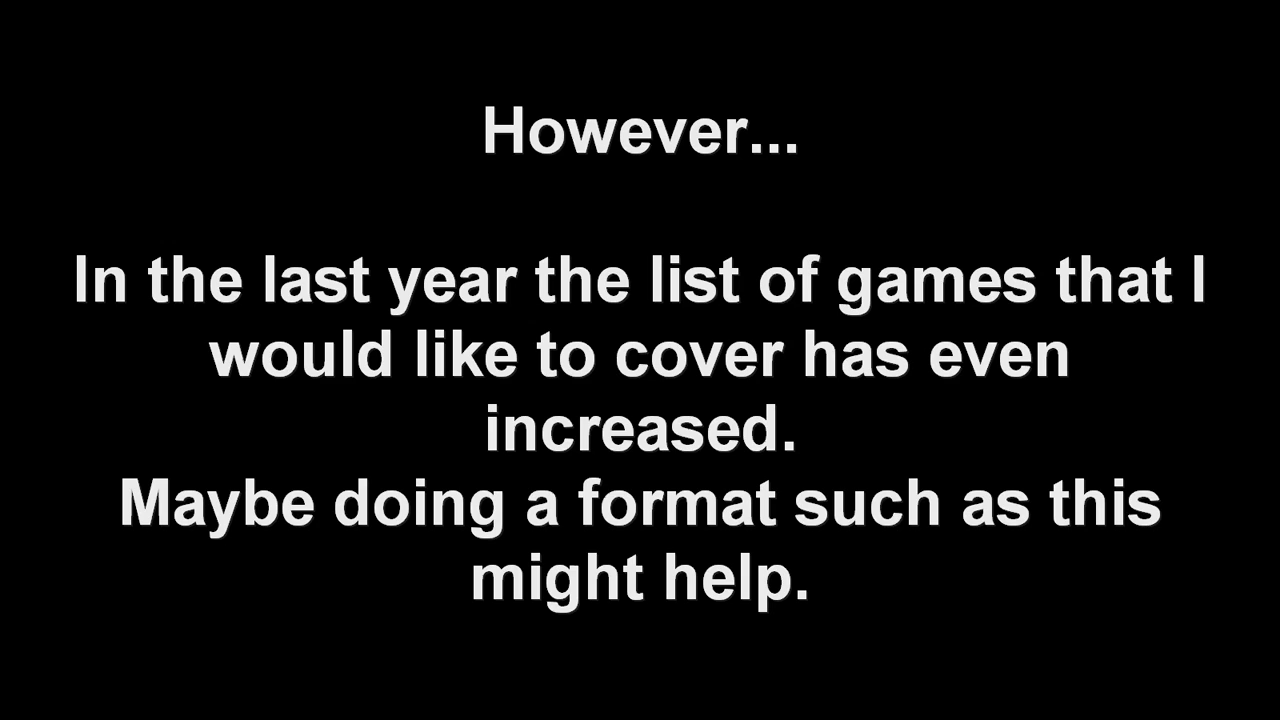 However...
In the last year the list of games that I
would like to cover has even
increased.
Maybe doing a format such as this
might help.